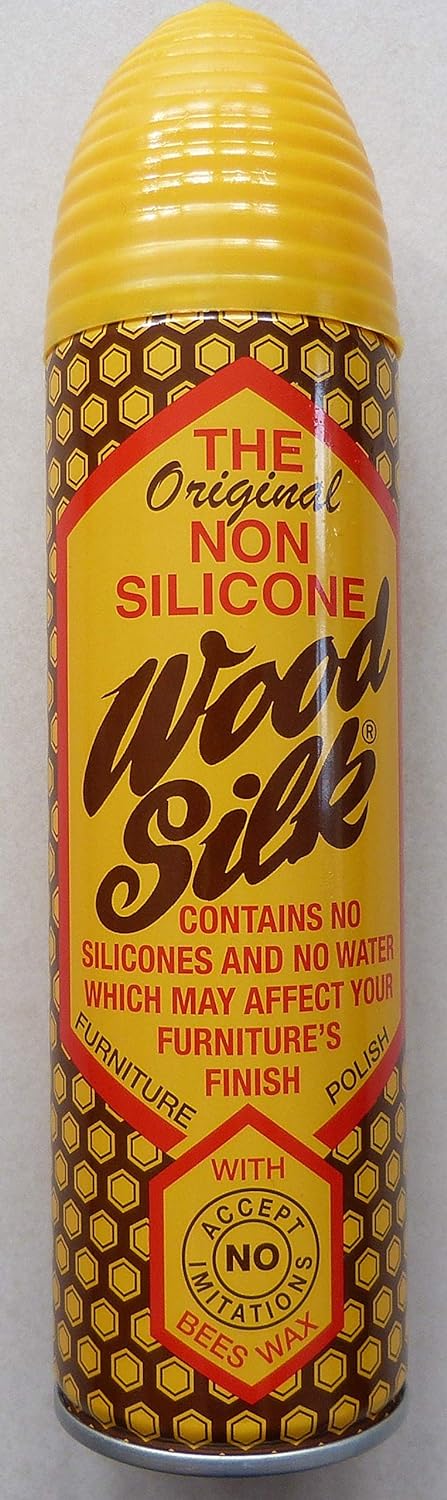 THE
Original
NON
SILICONE
Wood
Silk®
CONTAINS NO
SILICONES AND NO WATER
WHICH MAY AFFECT YOUR
FURNITURE'S
FINISH
FURNITURE POLISH
WITH
ACCEPT
NO
IMITATIONS
BEES WAX